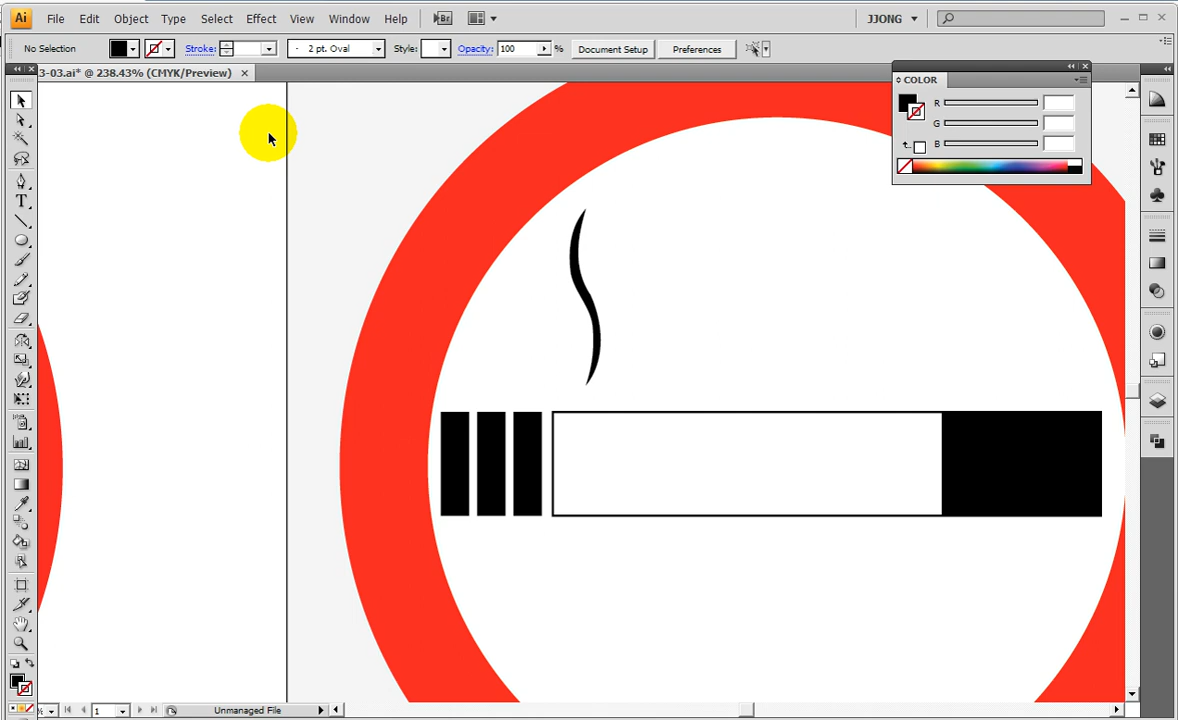 Ai File Edit Object Type Select Effect View Window Help Br JJONG
No Selection Stroke: 2 pt. Oval Style: Opacity: 100 % Document Setup Preferences
3-03.ai* @ 238.43% (CMYK/Preview)
COLOR
R
G
B
T
% 1 Unmanaged File